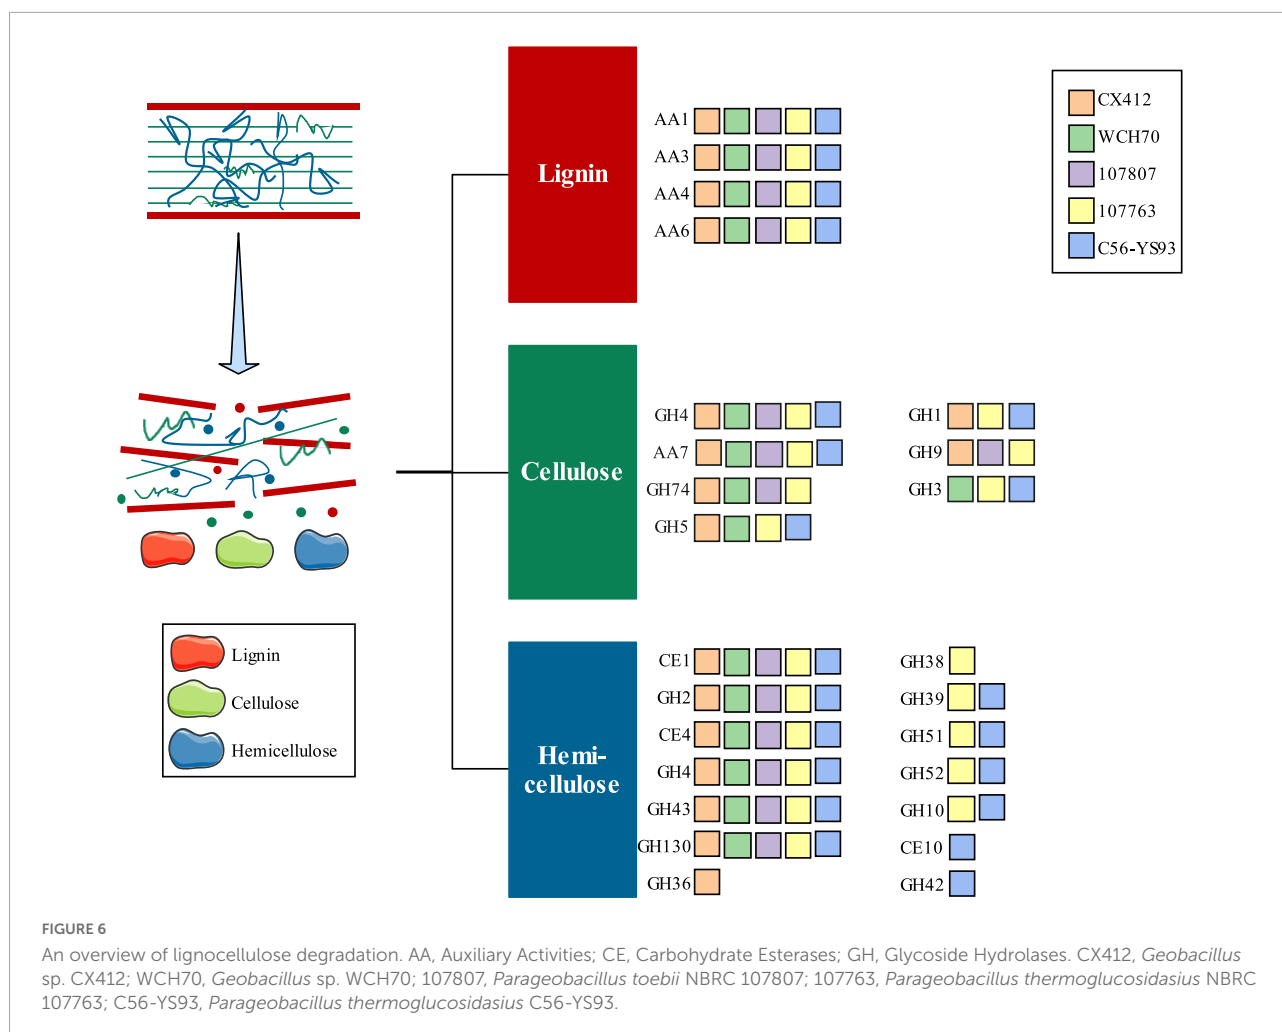 Lignin
AA1
AA3
AA4
AA6
CX412
WCH70
107807
107763
C56-YS93
Cellulose
GH4
AA7
GH74
GH5
GH1
GH9
GH3
Lignin
Cellulose
Hemicellulose
Hemi-
cellulose
CE1
GH2
CE4
GH4
GH43
GH130
GH36
GH38
GH39
GH51
GH52
GH10
CE10
GH42
FIGURE 6
An overview of lignocellulose degradation. AA, Auxiliary Activities; CE, Carbohydrate Esterases; GH, Glycoside Hydrolases. CX412, Geobacillus
sp. CX412; WCH70, Geobacillus sp. WCH70; 107807, Parageobacillus toebii NBRC 107807; 107763, Parageobacillus thermoglucosidasius NBRC
107763; C56-YS93, Parageobacillus thermoglucosidasius C56-YS93.